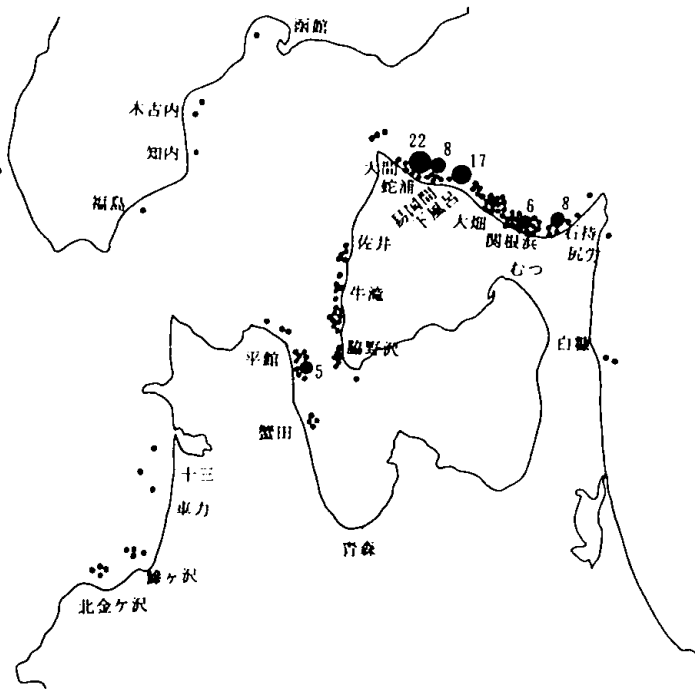 函館
木古内
知内
福島
22
8
17
大間
蛇浦
易国間
下風呂
大畑
6
関根浜
8
石持
尻労
むつ
佐井
牛滝
脇野沢
白糠
平館
5
蟹田
十三
車力
青森
鰺ヶ沢
北金ケ沢